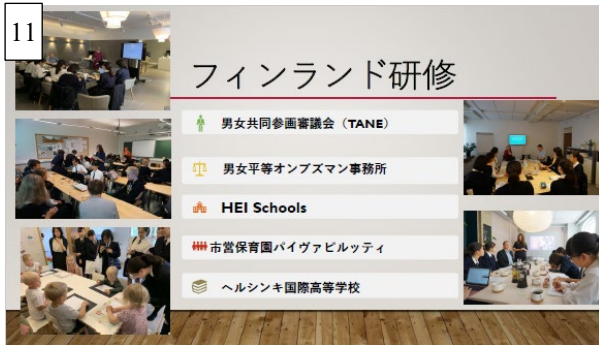 11
フィンランド研修
男女共同参画審議会（TANE）
男女平等オンブズマン事務所
HEI Schools
市営保育園パイヴァピルッティ
ヘルシンキ国際高等学校